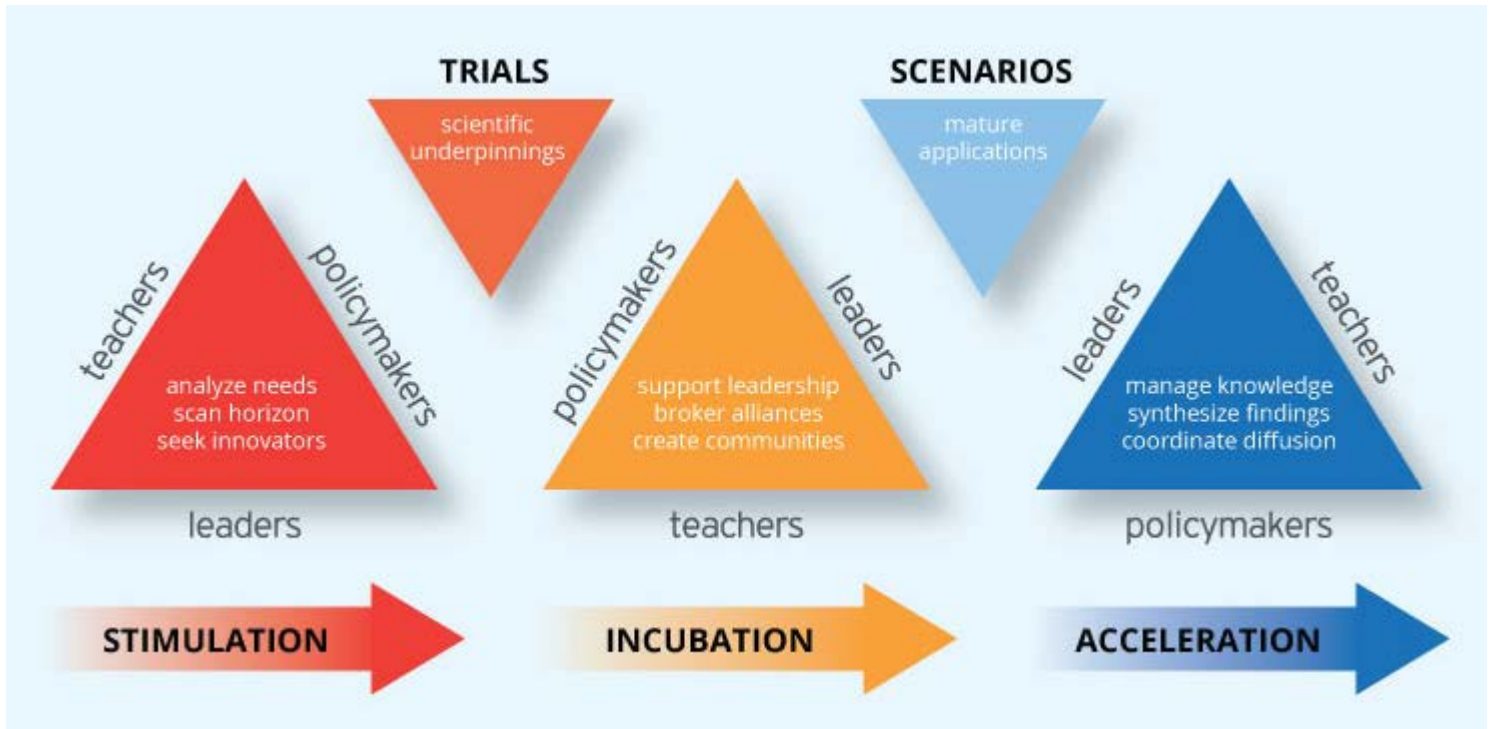 TRIALS
scientific
underpinnings
SCENARIOS
mature
applications
teachers
policymakers
analyze needs
scan horizon
seek innovators
leaders
policymakers
leaders
support leadership
broker alliances
create communities
teachers
leaders
teachers
manage knowledge
synthesize findings
coordinate diffusion
policymakers
STIMULATION
INCUBATION
ACCELERATION